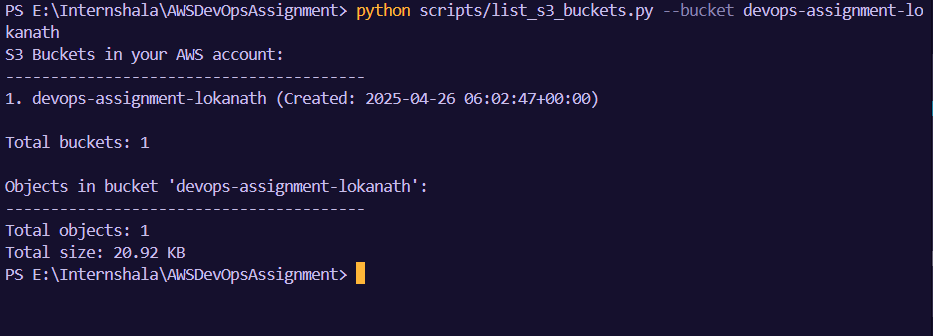 PS E:\Internshala\AWSDevOpsAssignment> python scripts/list_s3_buckets.py --bucket devops-assignment-lo
kanath
S3 Buckets in your AWS account:
----------------------------------------
1. devops-assignment-lokanath (Created: 2025-04-26 06:02:47+00:00)

Total buckets: 1

Objects in bucket 'devops-assignment-lokanath':
----------------------------------------
Total objects: 1
Total size: 20.92 KB
PS E:\Internshala\AWSDevOpsAssignment>